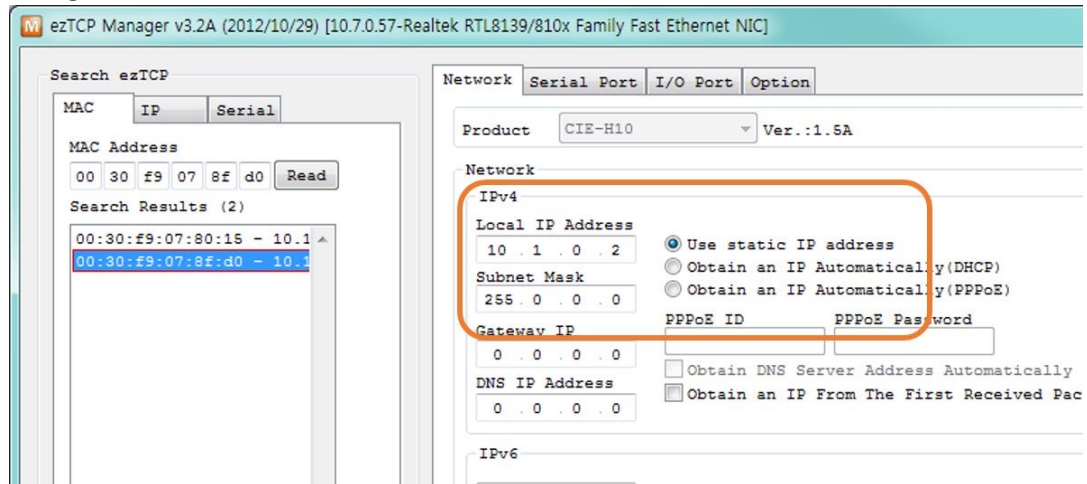 ezTCP Manager v3.2A (2012/10/29) [10.7.0.57-Realtek RTL8139/810x Family Fast Ethernet NIC]
Search ezTCP
MAC IP Serial
MAC Address
00 30 f9 07 8f d0 Read
Search Results (2)
00:30:f9:07:80:15 - 10.1
00:30:f9:07:8f:d0 - 10.1
Network Serial Port I/O Port Option
Product CIE-H10 Ver.:1.5A
Network
IPv4
Local IP Address
10 . 1 . 0 . 2
Subnet Mask
255 . 0 . 0 . 0
Gateway IP
0 . 0 . 0 . 0
DNS IP Address
0 . 0 . 0 . 0
Use static IP address
Obtain an IP Automatically(DHCP)
Obtain an IP Automatically(PPPoE)
PPPoE ID PPPoE Password
Obtain DNS Server Address Automatically
Obtain an IP From The First Received Pac
IPv6